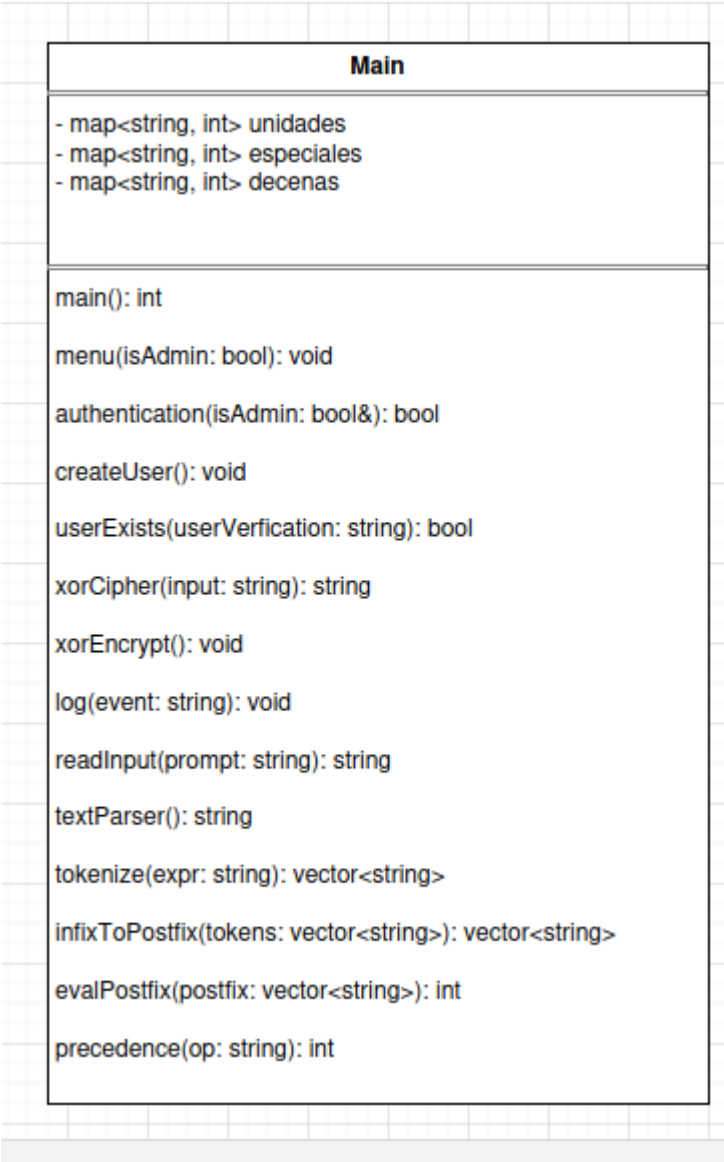 Main
- map<string, int> unidades
- map<string, int> especiales
- map<string, int> decenas
main(): int
menu(isAdmin: bool): void
authentication(isAdmin: bool&): bool
createUser(): void
userExists(userVerfication: string): bool
xorCipher(input: string): string
xorEncrypt(): void
log(event: string): void
readInput(prompt: string): string
textParser(): string
tokenize(expr: string): vector<string>
infixToPostfix(tokens: vector<string>): vector<string>
evalPostfix(postfix: vector<string>): int
precedence(op: string): int